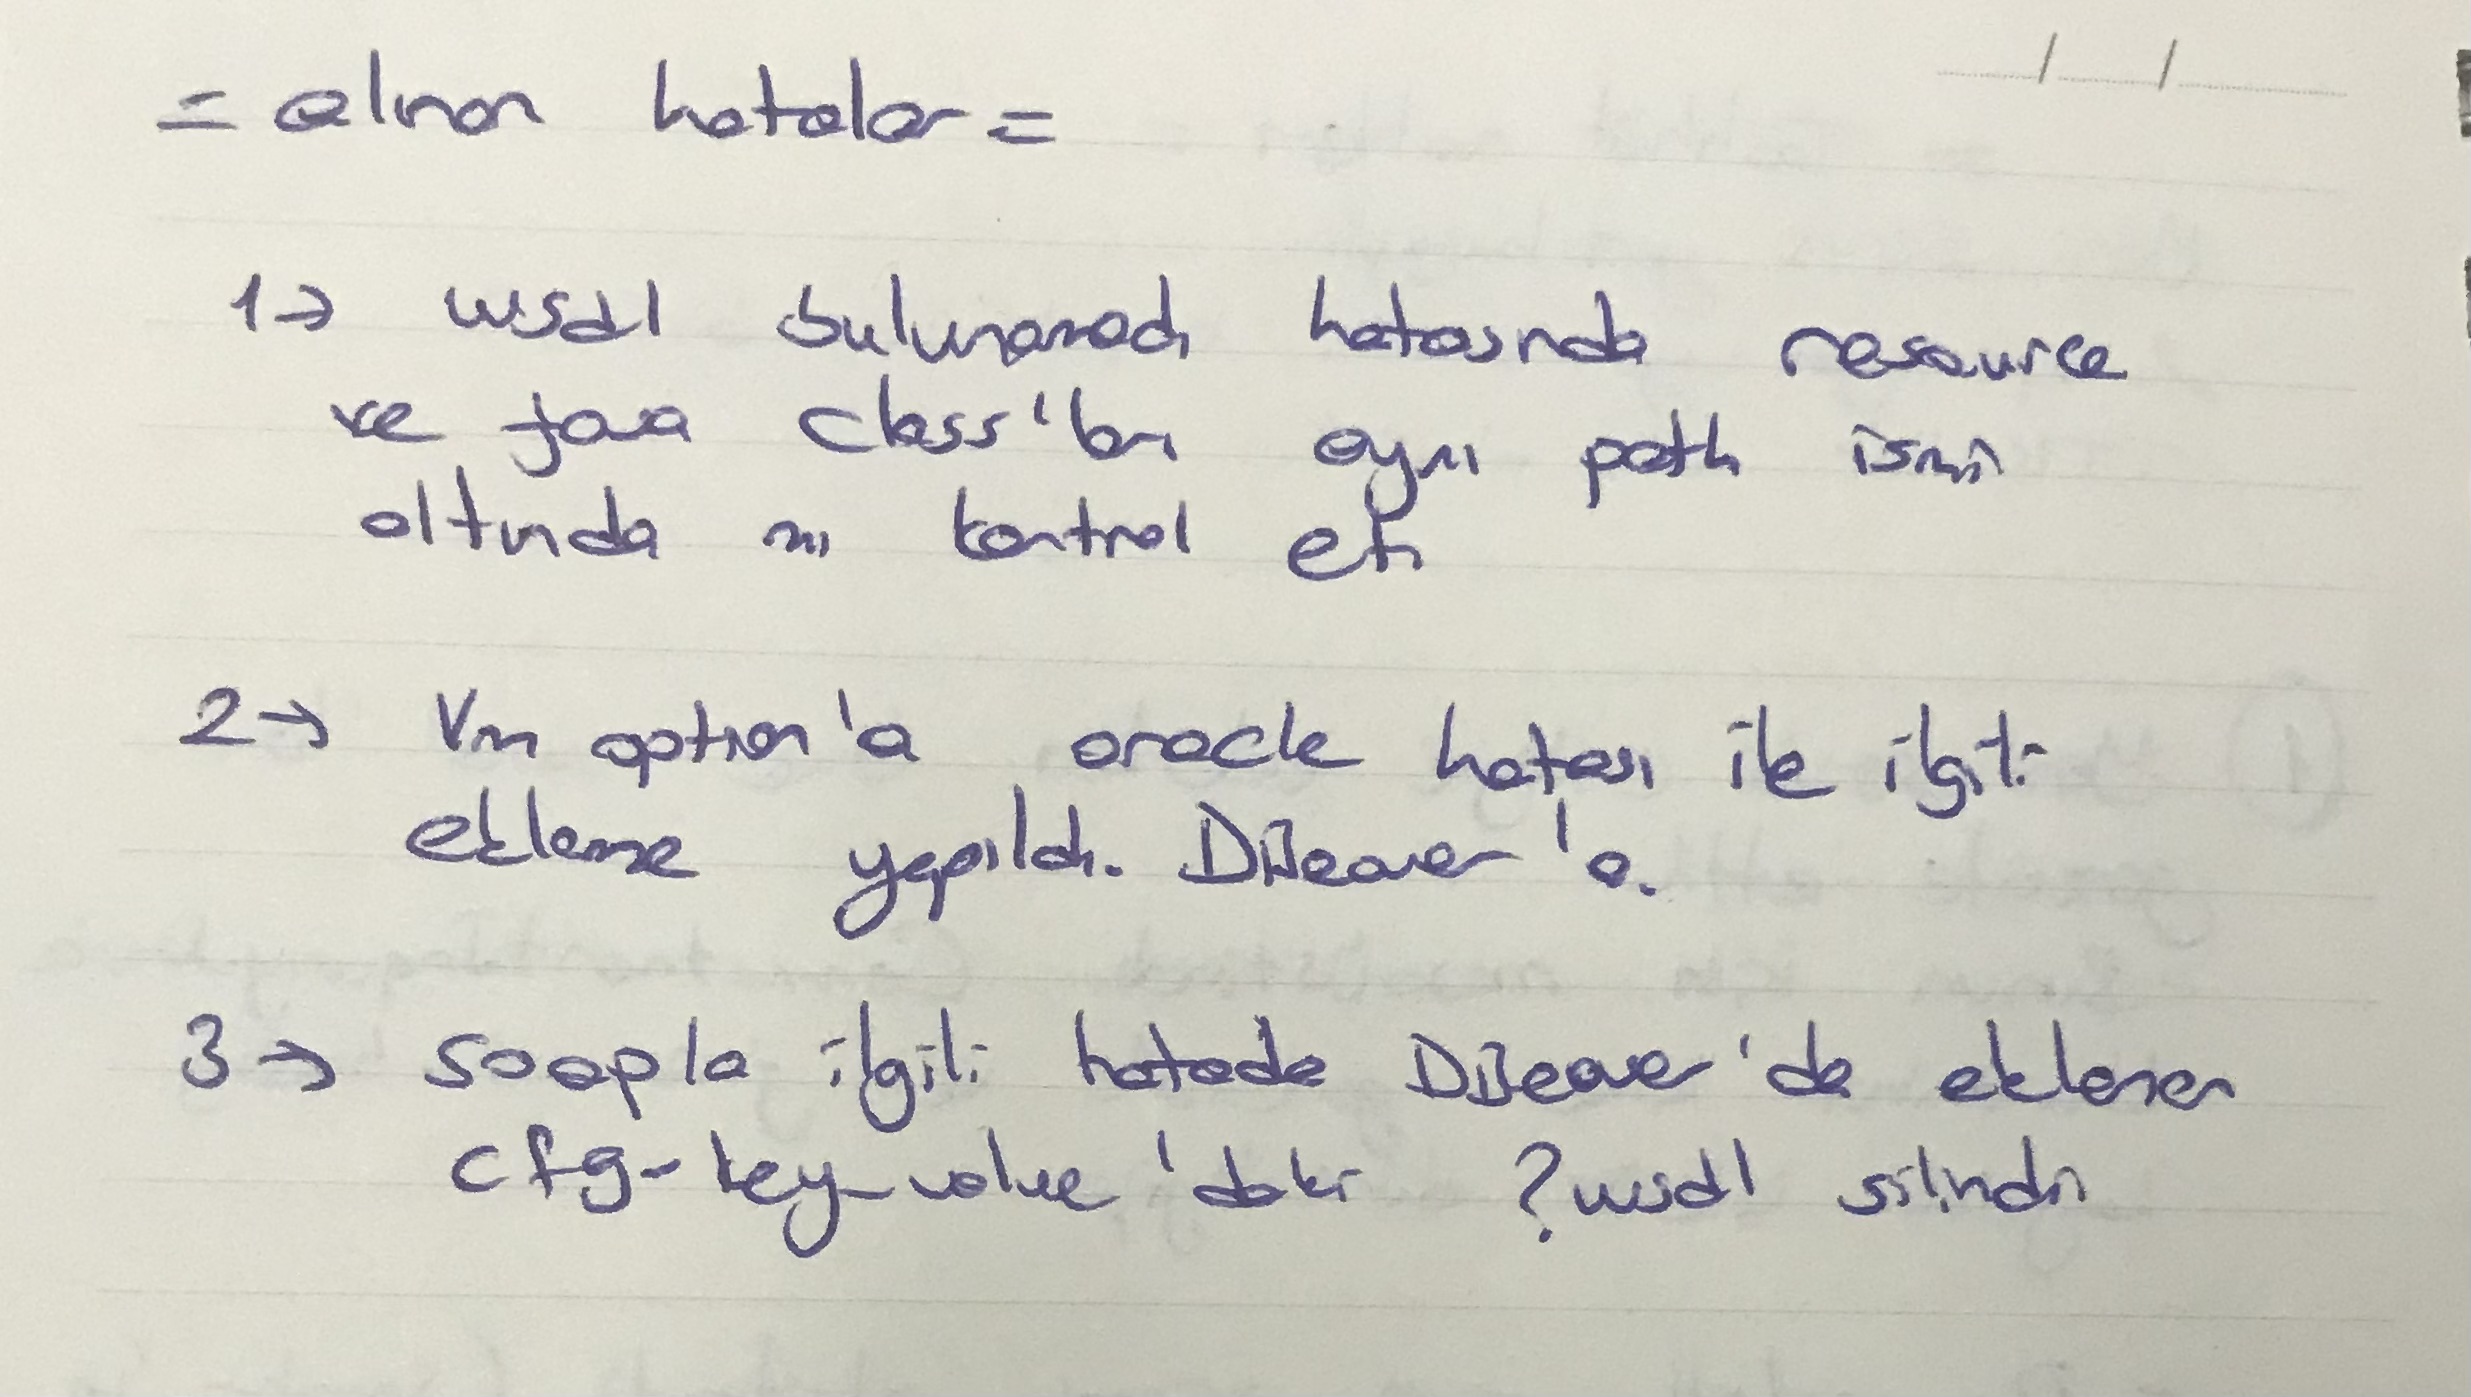 = alınan hatalar =
1→ wsdl bulunamadı hatasında resource
ve java class'ları aynı path ismi
altında mı kontrol et
2→ Vm option'a oracle hatası ile ilgili
ekleme yapıldı. DBeaver'a.
3→ soapla ilgili hatada DBeaver'da eklenen
cfg-key-value'daki ?wsdl silindi